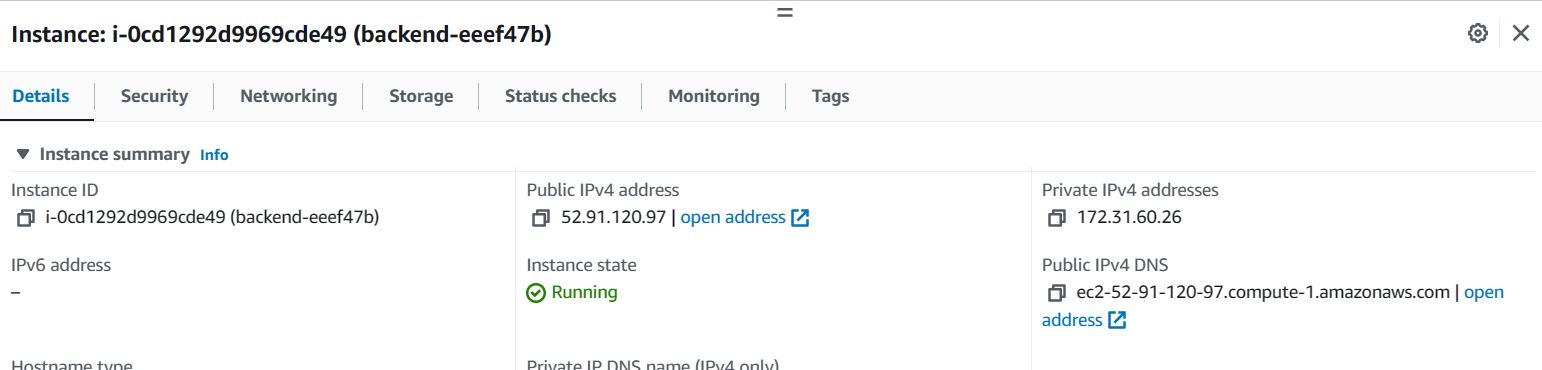 Instance: i-0cd1292d9969cde49 (backend-eeef47b)
Details
Security
Networking
Storage
Status checks
Monitoring
Tags
Instance summary Info
Instance ID
i-0cd1292d9969cde49 (backend-eeef47b)
Public IPv4 address
52.91.120.97 | open address
Private IPv4 addresses
172.31.60.26
IPv6 address
–
Instance state
Running
Public IPv4 DNS
ec2-52-91-120-97.compute-1.amazonaws.com | open
address
Hostname type
Private IP DNS name (IPv4 only)